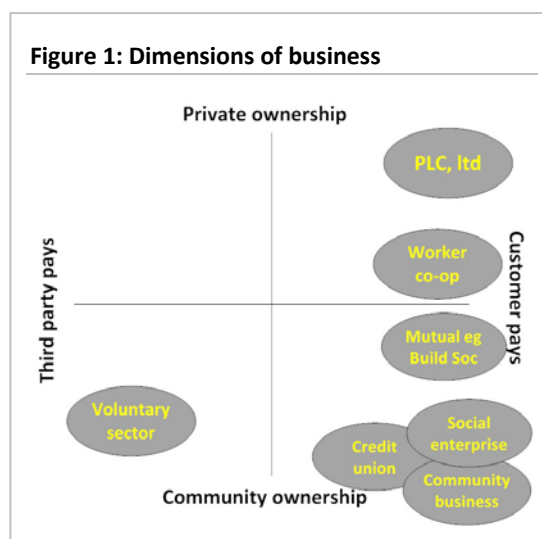 Figure 1: Dimensions of business
Private ownership
PLC, ltd
Worker
co-op
Third party pays
Customer pays
Mutual eg
Build Soc
Voluntary
sector
Social
enterprise
Credit
union
Community
business
Community ownership